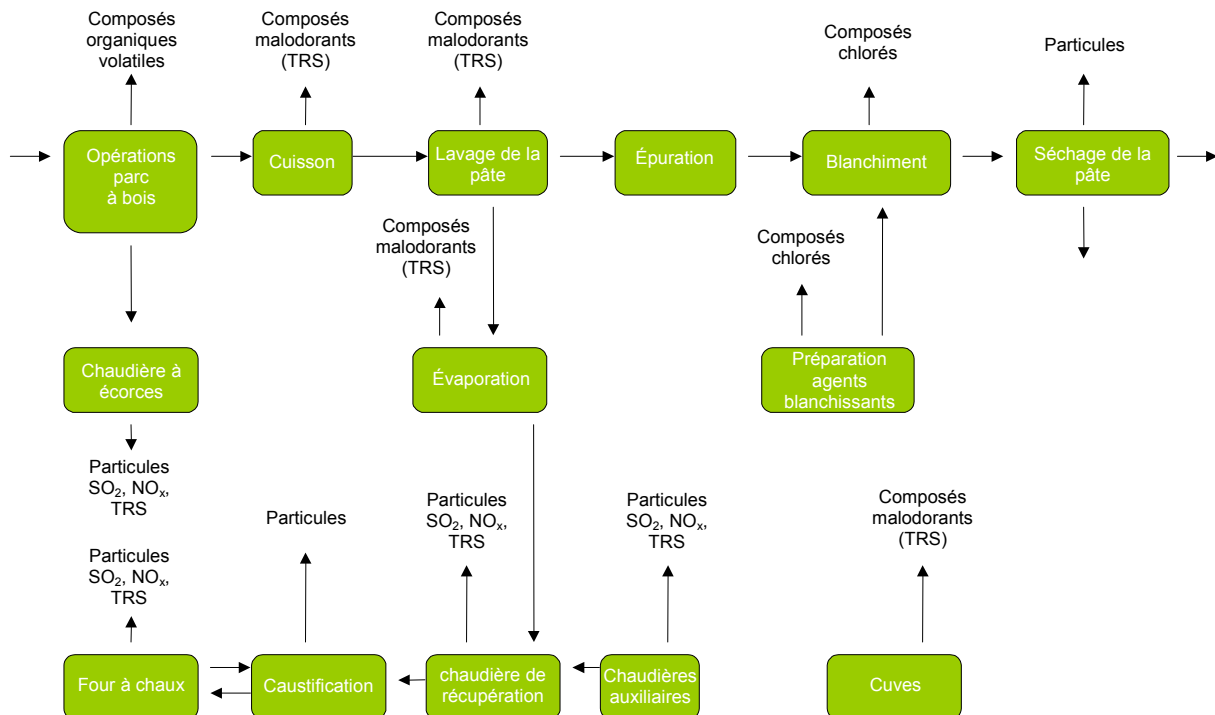 Composés
organiques
volatiles
Composés
malodorants
(TRS)
Composés
malodorants
(TRS)
Composés
chlorés
Particules
Opérations
parc
à bois
Cuisson
Lavage de la
pâte
Épuration
Blanchiment
Séchage de la
pâte
Composés
malodorants
(TRS)
Composés
chlorés
Chaudière à
écorces
Évaporation
Préparation
agents
blanchissants
Particules
SO₂, NOₓ,
TRS
Particules
SO₂, NOₓ,
TRS
Particules
Particules
SO₂, NOₓ,
TRS
Particules
SO₂, NOₓ,
TRS
Composés
malodorants
(TRS)
Four à chaux
Caustification
chaudière de
récupération
Chaudières
auxiliaires
Cuves